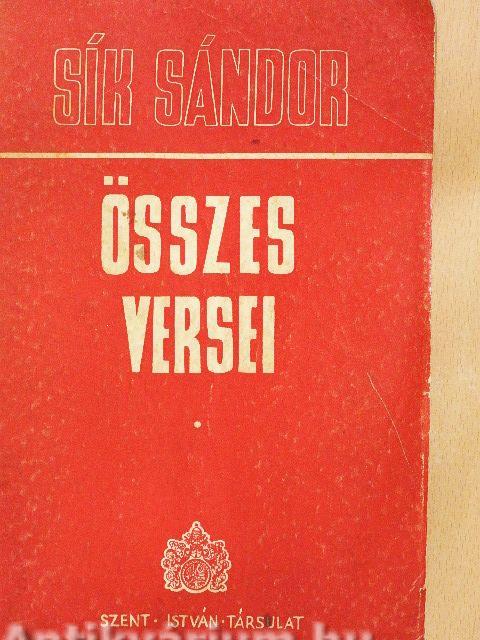 SÍK SÁNDOR
ÖSSZES
VERSEI
SZENT · ISTVÁN · TÁRSULAT